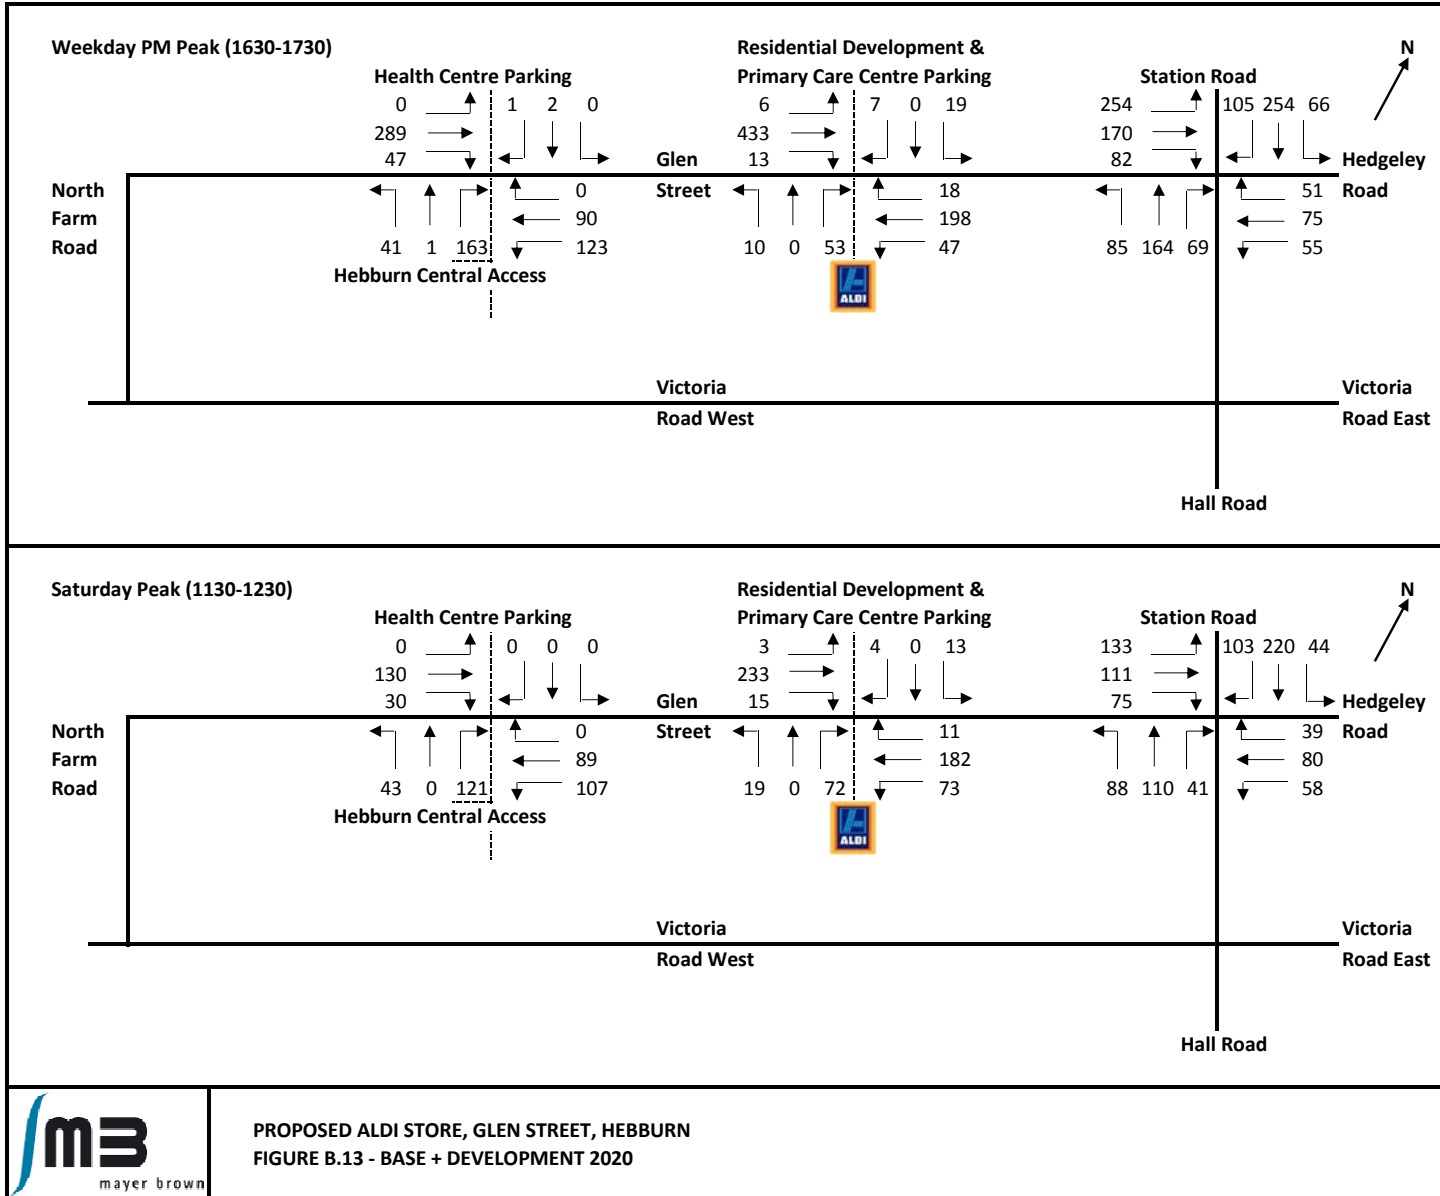 Weekday PM Peak (1630-1730)
Residential Development &
N
Health Centre Parking
Primary Care Centre Parking
Station Road
0 1 2 0
6 7 0 19
254 105 254 66
289
433
170
47
Glen 13
82
Hedgeley
North
0
Street
18
51
Road
Farm
90
198
75
Road
41 1 163 123
10 0 53 47
85 164 69 55
Hebburn Central Access
ALDI
Victoria
Victoria
Road West
Road East
Hall Road
Saturday Peak (1130-1230)
Residential Development &
N
Health Centre Parking
Primary Care Centre Parking
Station Road
0 0 0 0
3 4 0 13
133 103 220 44
130
233
111
30
Glen 15
75
Hedgeley
North
0
Street
11
39
Road
Farm
89
182
80
Road
43 0 121 107
19 0 72 73
88 110 41 58
Hebburn Central Access
ALDI
Victoria
Victoria
Road West
Road East
Hall Road
mayer brown
PROPOSED ALDI STORE, GLEN STREET, HEBBURN
FIGURE B.13 - BASE + DEVELOPMENT 2020